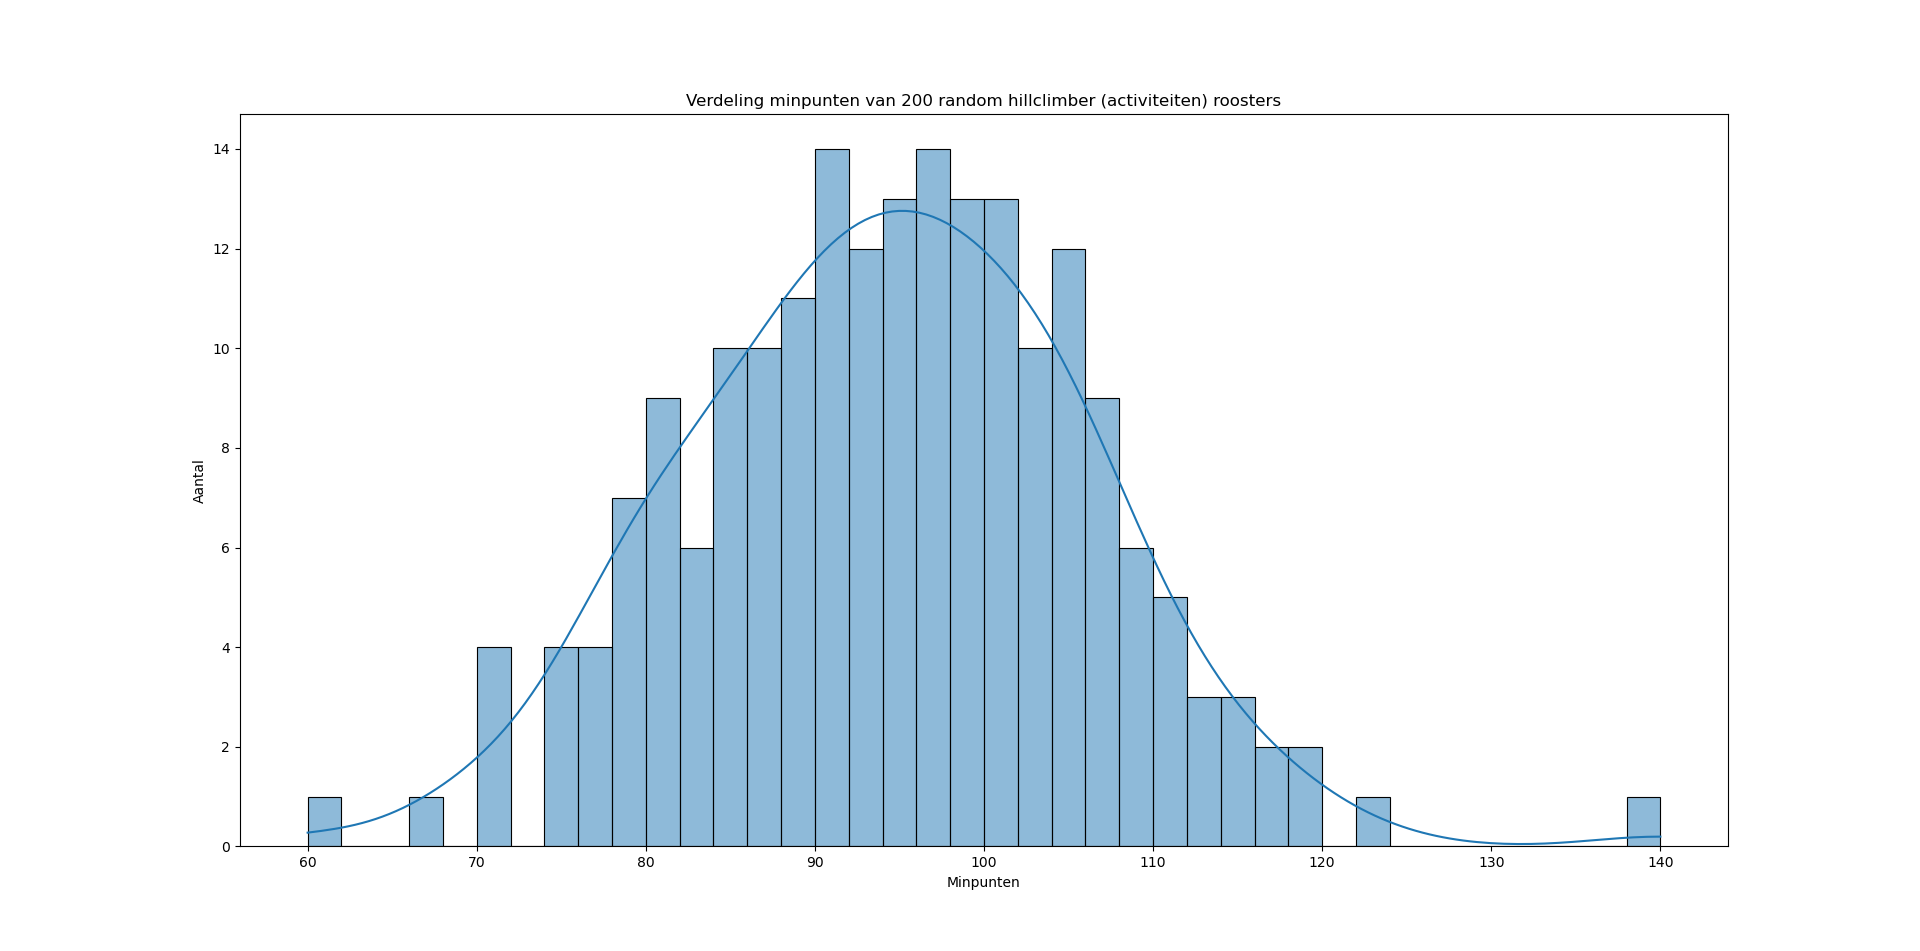 Verdeling minpunten van 200 random hillclimber (activiteiten) roosters
14
12
10
8
6
4
2
0
Aantal
60 70 80 90 100 110 120 130 140
Minpunten